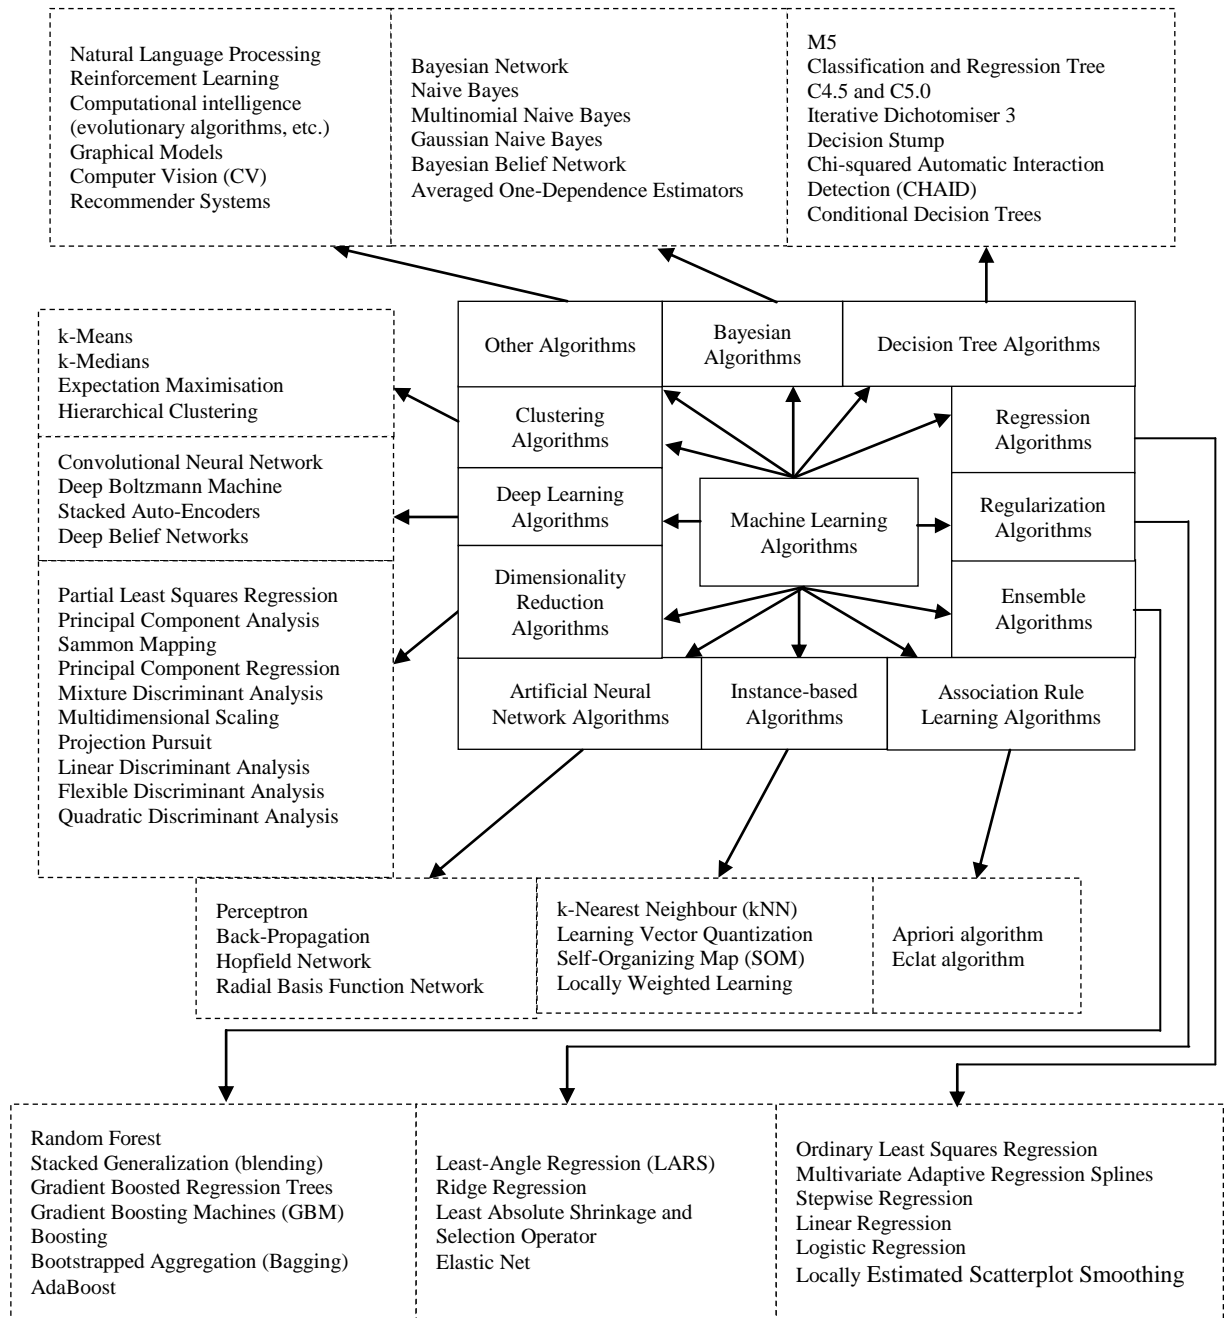 Natural Language Processing
Reinforcement Learning
Computational intelligence
(evolutionary algorithms, etc.)
Graphical Models
Computer Vision (CV)
Recommender Systems
Bayesian Network
Naive Bayes
Multinomial Naive Bayes
Gaussian Naive Bayes
Bayesian Belief Network
Averaged One-Dependence Estimators
M5
Classification and Regression Tree
C4.5 and C5.0
Iterative Dichotomiser 3
Decision Stump
Chi-squared Automatic Interaction
Detection (CHAID)
Conditional Decision Trees
Other Algorithms
Bayesian
Algorithms
Decision Tree Algorithms
k-Means
k-Medians
Expectation Maximisation
Hierarchical Clustering
Clustering
Algorithms
Regression
Algorithms
Convolutional Neural Network
Deep Boltzmann Machine
Stacked Auto-Encoders
Deep Belief Networks
Deep Learning
Algorithms
Machine Learning
Algorithms
Regularization
Algorithms
Partial Least Squares Regression
Principal Component Analysis
Sammon Mapping
Principal Component Regression
Mixture Discriminant Analysis
Multidimensional Scaling
Projection Pursuit
Linear Discriminant Analysis
Flexible Discriminant Analysis
Quadratic Discriminant Analysis
Dimensionality
Reduction
Algorithms
Ensemble
Algorithms
Artificial Neural
Network Algorithms
Instance-based
Algorithms
Association Rule
Learning Algorithms
Perceptron
Back-Propagation
Hopfield Network
Radial Basis Function Network
k-Nearest Neighbour (kNN)
Learning Vector Quantization
Self-Organizing Map (SOM)
Locally Weighted Learning
Apriori algorithm
Eclat algorithm
Random Forest
Stacked Generalization (blending)
Gradient Boosted Regression Trees
Gradient Boosting Machines (GBM)
Boosting
Bootstrapped Aggregation (Bagging)
AdaBoost
Least-Angle Regression (LARS)
Ridge Regression
Least Absolute Shrinkage and
Selection Operator
Elastic Net
Ordinary Least Squares Regression
Multivariate Adaptive Regression Splines
Stepwise Regression
Linear Regression
Logistic Regression
Locally Estimated Scatterplot Smoothing